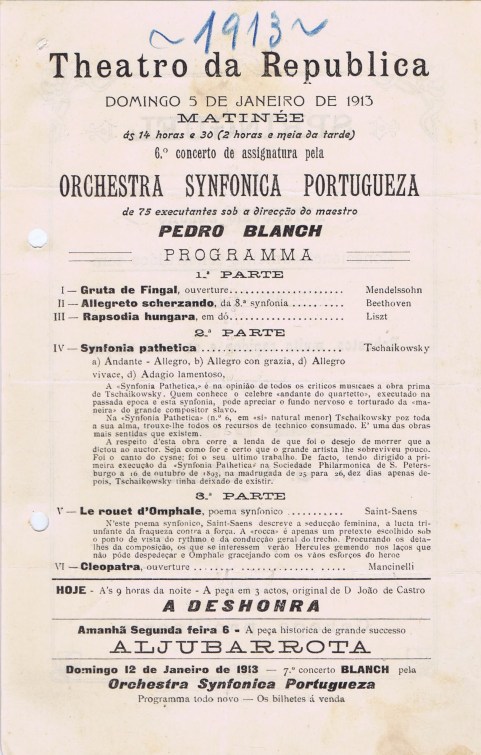 ~1913~
Theatro da Republica
DOMINGO 5 DE JANEIRO DE 1913
MATINÉE
ás 14 horas e 30 (2 horas e meia da tarde)
6.º concerto de assignatura pela
ORCHESTRA SYNFONICA PORTUGUEZA
de 75 executantes sob a direcção do maestro
PEDRO BLANCH
PROGRAMMA
1.ª PARTE
I — Gruta de Fingal, ouverture.................... Mendelssohn
II — Allegreto scherzando, da 8.ª synfonia .......... Beethoven
III — Rapsodia hungara, em dó.................... Liszt
2.ª PARTE
IV — Synfonia pathetica .......................... Tschaikowsky
a) Andante - Allegro, b) Allegro con grazia, d) Allegro
vivace, d) Adagio lamentoso,
A «Synfonia Pathetica,» é na opinião de todos os criticos musicaes a obra prima
de Tschaikowsky. Quem conhece o celebre «andante do quartetto», executado na
passada epoca e esta synfonia, pode apreciar o fundo nervoso e torturado da «ma-
neira» do grande compositor slavo.
Na «Synfonia Pathetica» (n.º 6, em «si» natural menor] Tschaikowsky poz toda
a sua alma, trouxe-lhe todos os recursos de technico consumado. E' uma das obras
mais sentidas que existem.
A respeito d'esta obra corre a lenda de que foi o desejo de morrer que a
dictou ao auctor. Seja como fôr e certo que o grande artista lhe sobreviveu pouco.
Foi o canto do cysne: foi o seu ultimo trabalho. De facto, tendo dirigido a pri-
meira execução da «Synfonia Pathetica» na Sociedade Philarmonica de S. Peters-
burgo a 16 de outubro de 1893, na madrugada de 25 para 26, dez dias apenas de-
pois, Tschaikowsky tinha deixado de existir.
3.ª PARTE
V — Le rouet d'Omphale, poema synfonico .......... Saint-Saens
N'este poema synfonico, Saint-Saens descreve a seducção feminina, a lucta tri-
unfante da fraqueza contra a força. A «rocca» é apenas um pretexto escolhido sob
o ponto de vista do rythmo e da conducção geral do trecho. Procurando os deta-
lhes da composição, os que se interessem verão Hercules gemendo nos laços que
não póde despedaçar e Omphale gracejando com os vãos esforços do heroe
VI — Cleopatra, ouverture ........................ Mancinelli
HOJE - A's 9 horas da noite - A peça em 3 actos, original de D João de Castro
A DESHONRA
Amanhã Segunda feira 6 - A peça historica de grande successo
ALJUBARROTA
Domingo 12 de Janeiro de 1913 — 7.º concerto BLANCH pela
Orchestra Synfonica Portugueza
Programma todo novo — Os bilhetes á venda